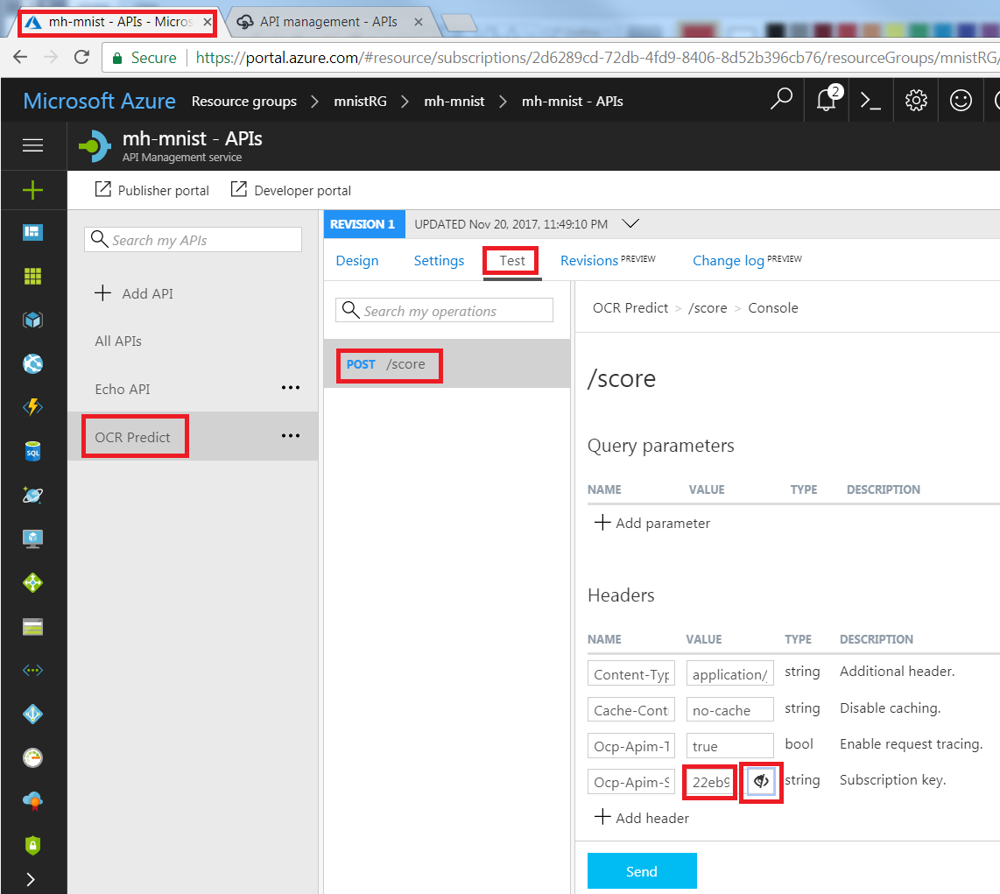 mh-mnist - APIs - Micros
API management - APIs
Secure
https://portal.azure.com/#resource/subscriptions/2d6289cd-72db-4fd9-8406-8d52b396cb76/resourceGroups/mnistRG/
Microsoft Azure
Resource groups > mnistRG > mh-mnist > mh-mnist - APIs
2
mh-mnist - APIs
API Management service
Publisher portal
Developer portal
Search my APIs
Add API
All APIs
Echo API
OCR Predict
SQL
REVISION 1
UPDATED Nov 20, 2017, 11:49:10 PM
Design
Settings
Test
Revisions PREVIEW
Change log PREVIEW
Search my operations
POST /score
OCR Predict > /score > Console
/score
Query parameters
NAME VALUE TYPE DESCRIPTION
Add parameter
Headers
NAME VALUE TYPE DESCRIPTION
Content-Typ application/ string Additional header.
Cache-Cont no-cache string Disable caching.
Ocp-Apim-T true bool Enable request tracing.
Ocp-Apim-S 22eb9 string Subscription key.
Add header
Send